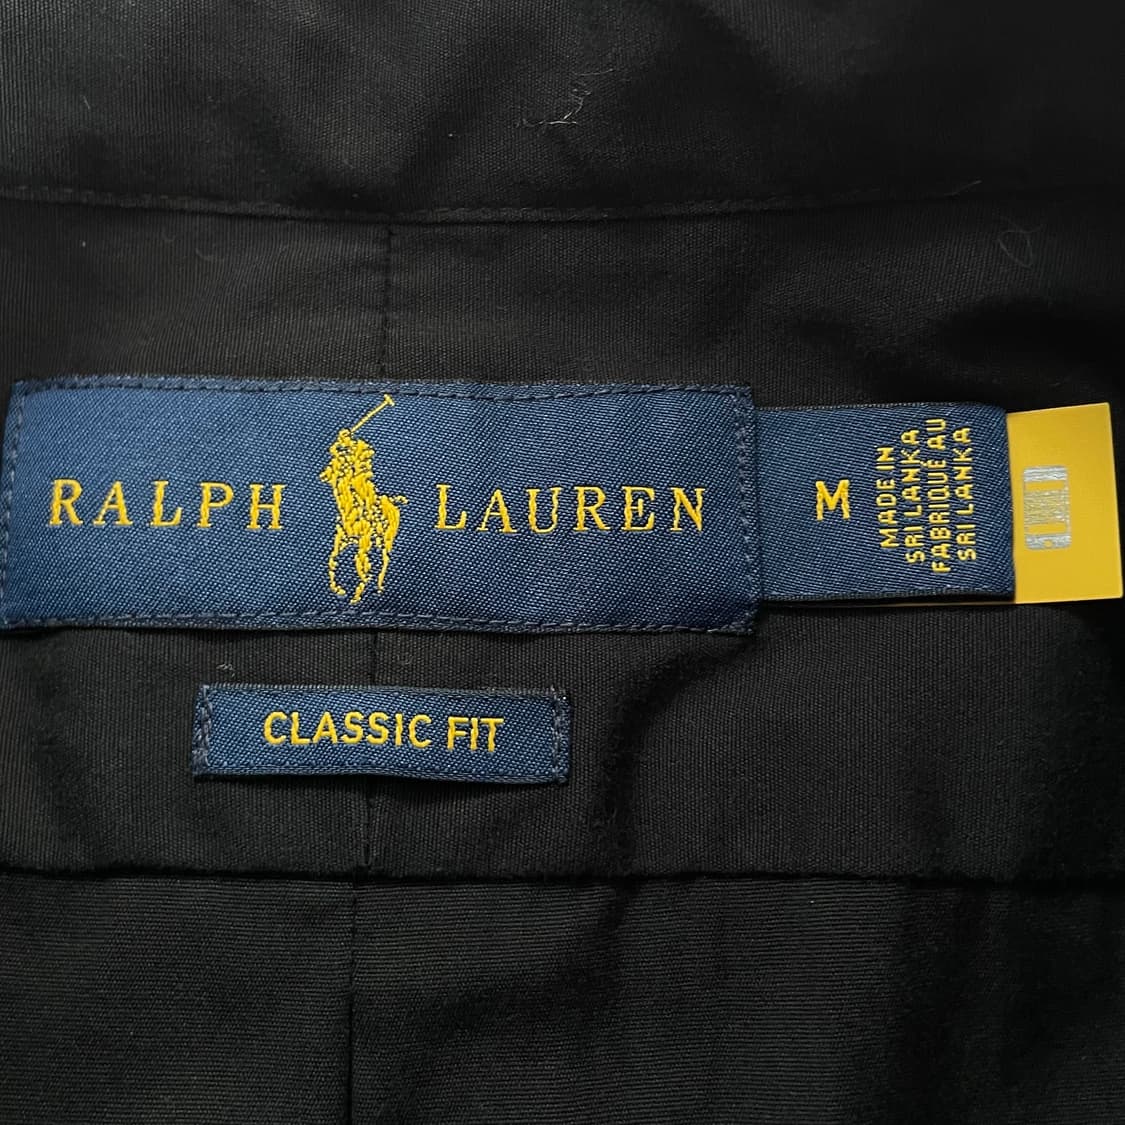 RALPH LAUREN
M
MADE IN
SRI LANKA
FABRIQUÉ AU
SRI LANKA
CLASSIC FIT